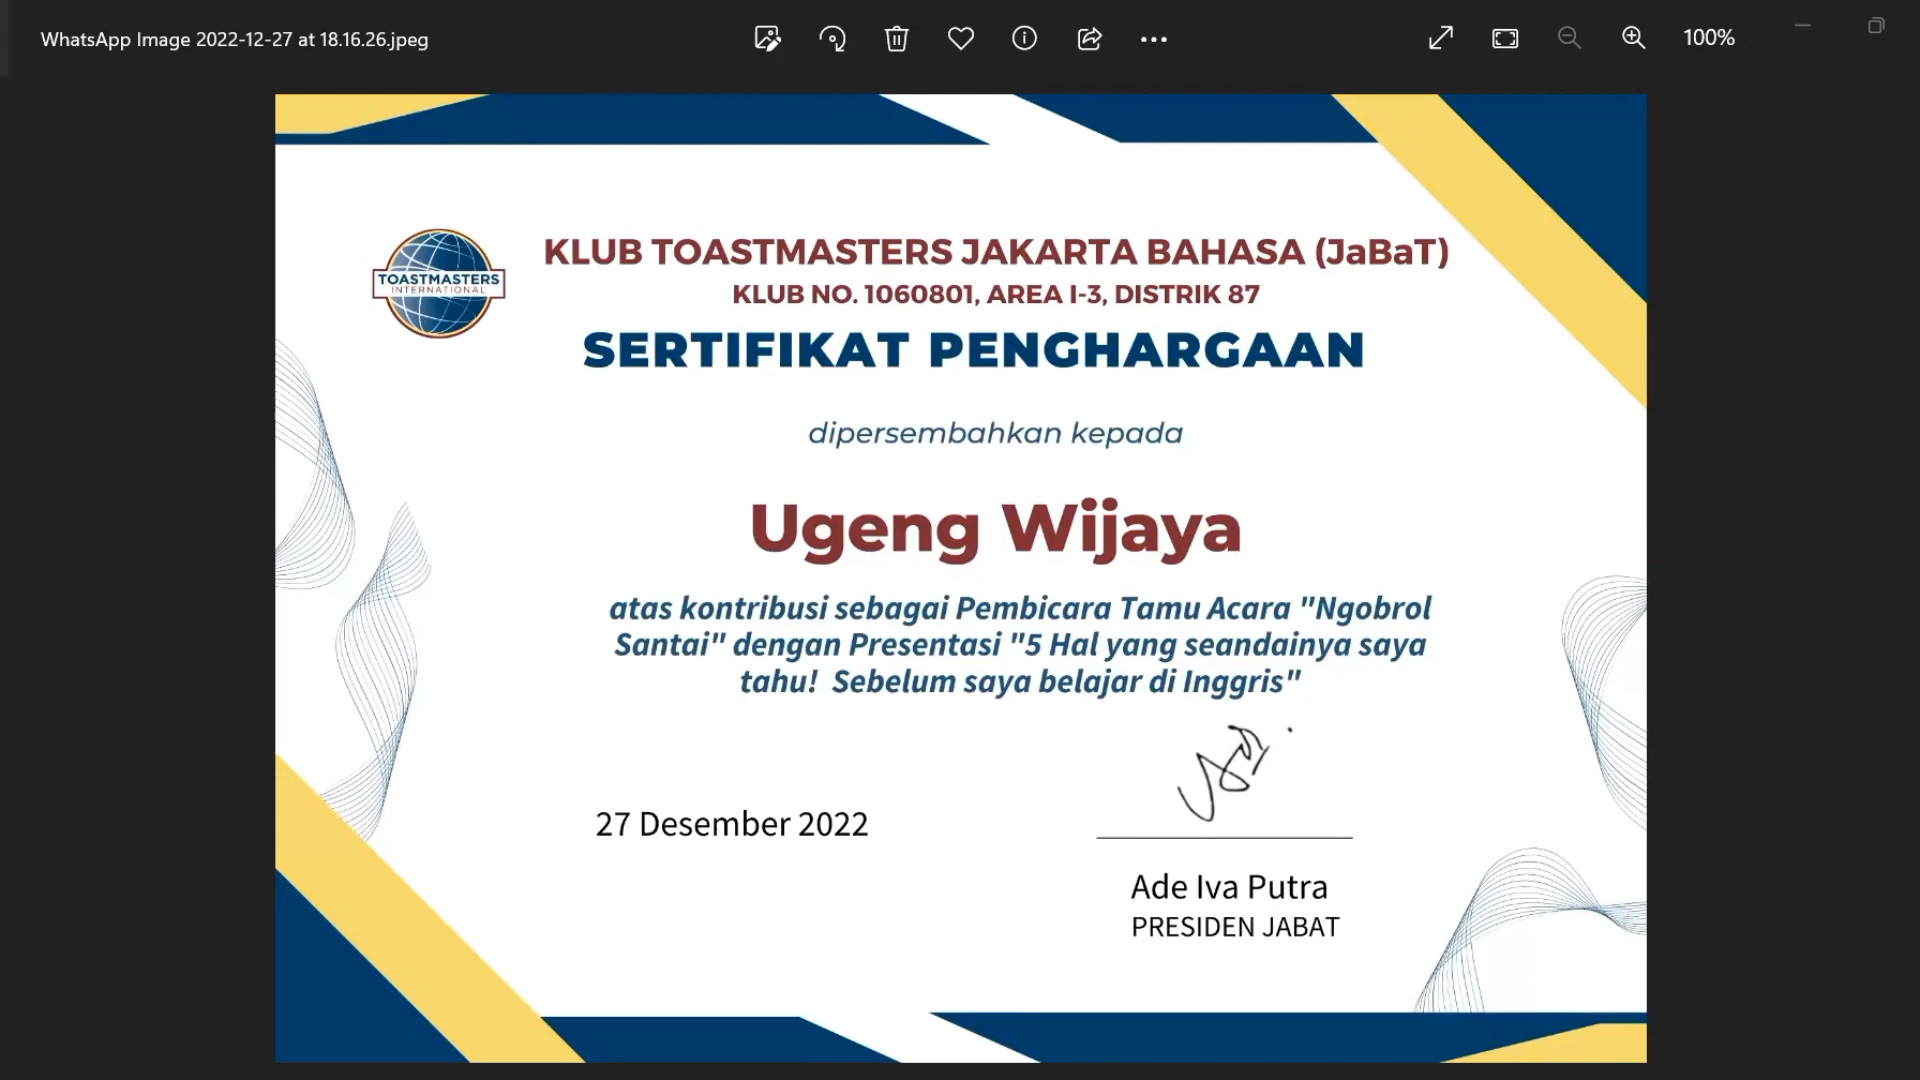 WhatsApp Image 2022-12-27 at 18.16.26.jpeg
100%
TOASTMASTERS
INTERNATIONAL
KLUB TOASTMASTERS JAKARTA BAHASA (JaBaT)
KLUB NO. 1060801, AREA I-3, DISTRIK 87
SERTIFIKAT PENGHARGAAN
dipersembahkan kepada
Ugeng Wijaya
atas kontribusi sebagai Pembicara Tamu Acara "Ngobrol
Santai" dengan Presentasi "5 Hal yang seandainya saya
tahu!  Sebelum saya belajar di Inggris"
27 Desember 2022
Ade Iva Putra
PRESIDEN JABAT